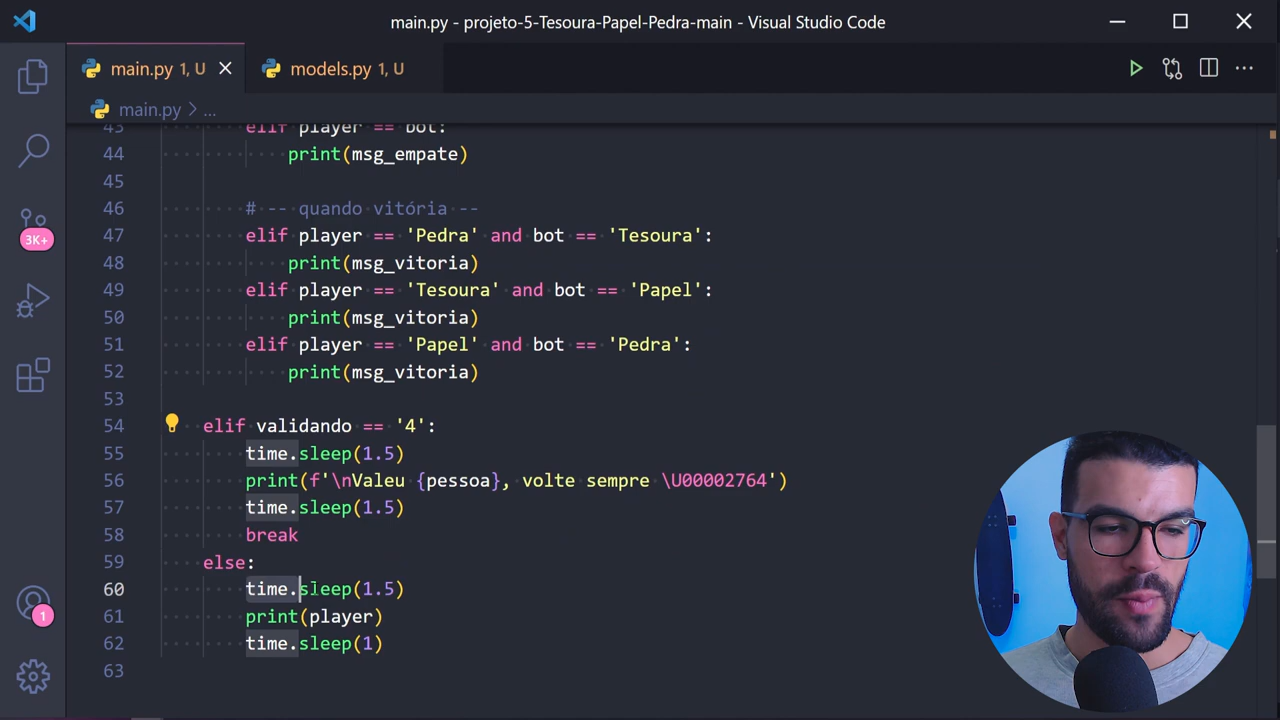 main.py - projeto-5-Tesoura-Papel-Pedra-main - Visual Studio Code
main.py 1, U
models.py 1, U
main.py > ...
43 elif player == bot:
44 print(msg_empate)
45
46 # -- quando vitória --
47 elif player == 'Pedra' and bot == 'Tesoura':
48 print(msg_vitoria)
49 elif player == 'Tesoura' and bot == 'Papel':
50 print(msg_vitoria)
51 elif player == 'Papel' and bot == 'Pedra':
52 print(msg_vitoria)
53
54 elif validando == '4':
55 time.sleep(1.5)
56 print(f'\nValeu {pessoa}, volte sempre \U00002764')
57 time.sleep(1.5)
58 break
59 else:
60 time.sleep(1.5)
61 print(player)
62 time.sleep(1)
63
3K+
1